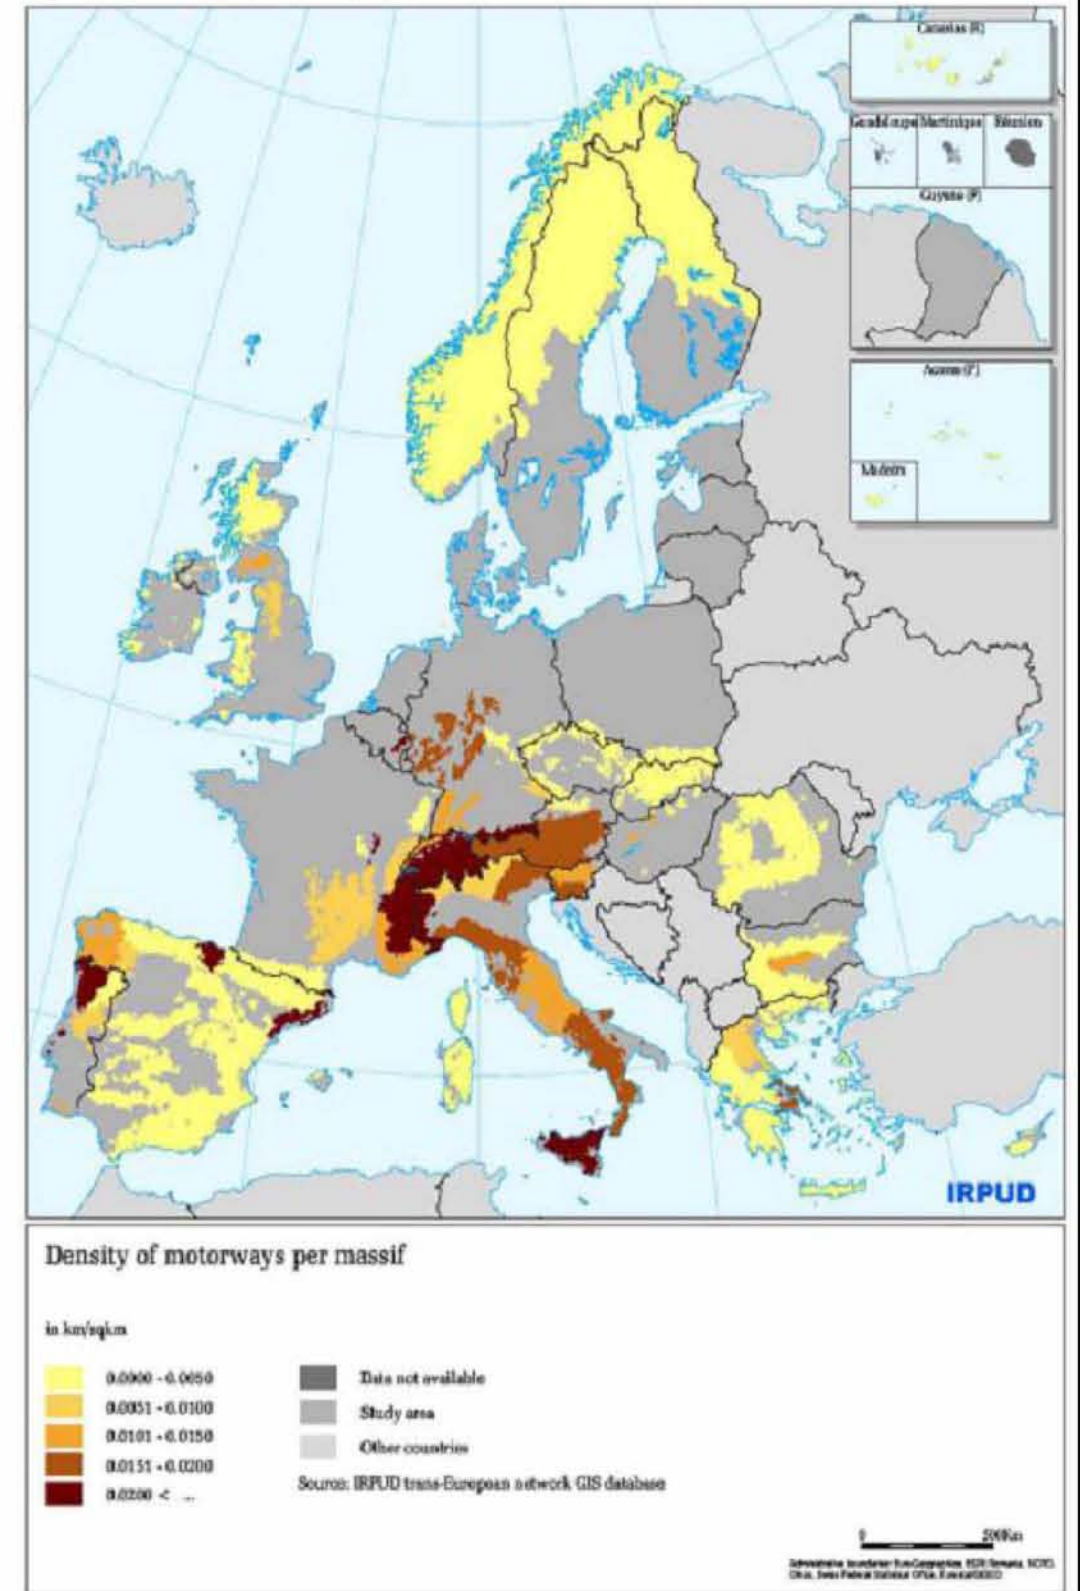 Canarias (E)
Guadeloupe Martinique Réunion
Guyane (F)
Acores (P)
Madeira
IRPUD
Density of motorways per massif
in km/sqkm
0.0000 - 0.0050
0.0051 - 0.0100
0.0101 - 0.0150
0.0151 - 0.0200
0.0200 < ...
Data not available
Study area
Other countries
Source: IRPUD trans-European network GIS database
0 500Km